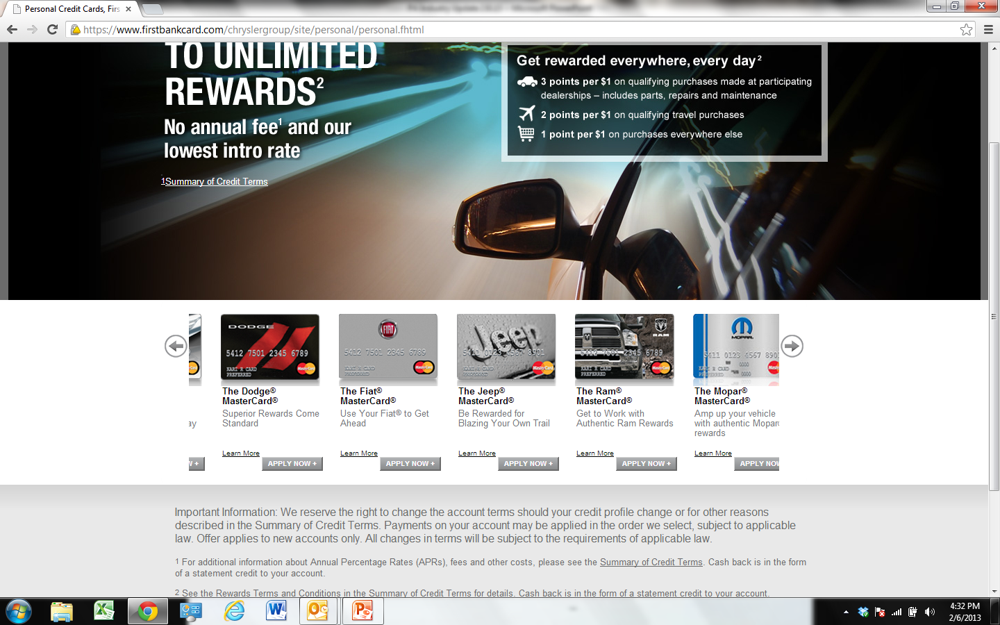 Personal Credit Cards, Firs
https://www.firstbankcard.com/chryslergroup/site/personal/personal.fhtml
TO UNLIMITED
REWARDS2
No annual fee1 and our
lowest intro rate
1Summary of Credit Terms
Get rewarded everywhere, every day2
3 points per $1 on qualifying purchases made at participating
dealerships – includes parts, repairs and maintenance
2 points per $1 on qualifying travel purchases
1 point per $1 on purchases everywhere else
DODGE
5412 7501 2345 6789
KARI R CARD
PREFERRED
MasterCard
The Dodge®
MasterCard®
Superior Rewards Come
Standard
Learn More
APPLY NOW +
FIAT
5412 7501 2345 6789
KARI R CARD
PREFERRED
MasterCard
The Fiat®
MasterCard®
Use Your Fiat® to Get
Ahead
Learn More
APPLY NOW +
Jeep
5412 0123 4567 8901
KARI R CARD
PREFERRED
MasterCard
The Jeep®
MasterCard®
Be Rewarded for
Blazing Your Own Trail
Learn More
APPLY NOW +
RAM
5412 7501 2345 6789
KARI R CARD
PREFERRED
MasterCard
The Ram®
MasterCard®
Get to Work with
Authentic Ram Rewards
Learn More
APPLY NOW +
MOPAR
5411 0123 4567 890
KARI R CARD
PREFERRED
MasterCard
The Mopar®
MasterCard®
Amp up your vehicle
with authentic Mopar
rewards
Learn More
APPLY NOW
Important Information: We reserve the right to change the account terms should your credit profile change or for other reasons
described in the Summary of Credit Terms. Payments on your account may be applied in the order we select, subject to applicable
law. Offer applies to new accounts only. All changes in terms will be subject to the requirements of applicable law.
1 For additional information about Annual Percentage Rates (APRs), fees and other costs, please see the Summary of Credit Terms. Cash back is in the form
of a statement credit to your account.
2 See the Rewards Terms and Conditions in the Summary of Credit Terms for details. Cash back is in the form of a statement credit to your account.
4:32 PM
2/6/2013